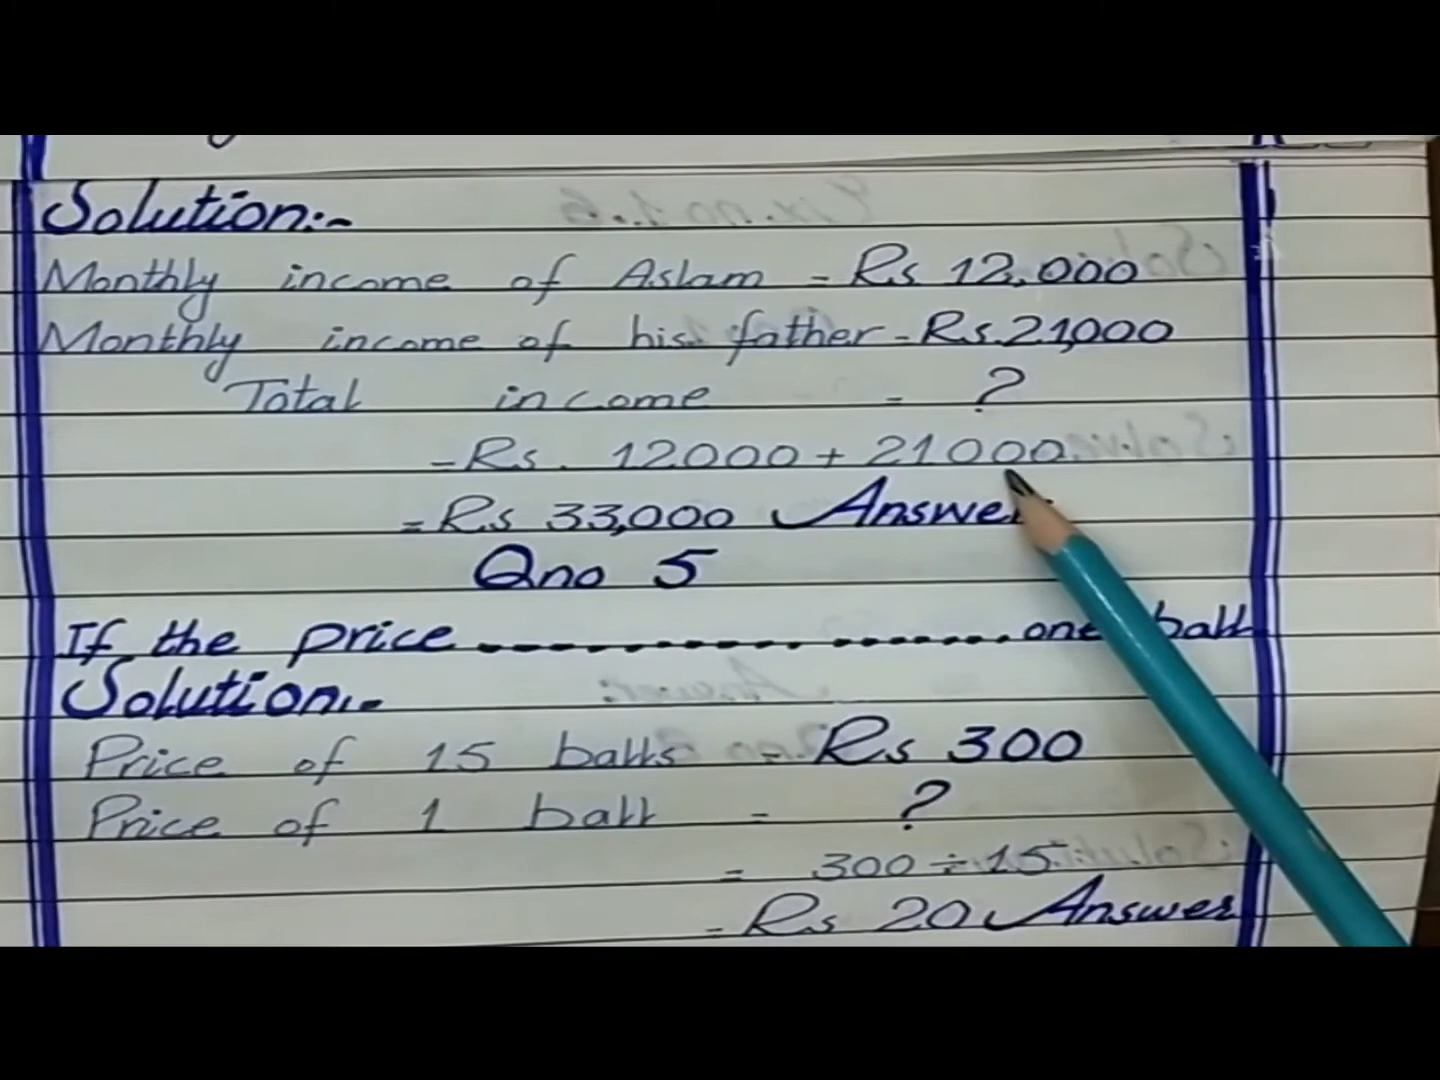 Solution:-
Monthly income of Aslam = Rs 12,000
Monthly income of his father = Rs. 21,000
Total income = ?
= Rs. 12000 + 21000
= Rs 33,000 Answer
Qno 5
If the price ........................ one ball
Solution:-
Price of 15 balls = Rs 300
Price of 1 ball = ?
= 300 ÷ 15
= Rs 20 Answer